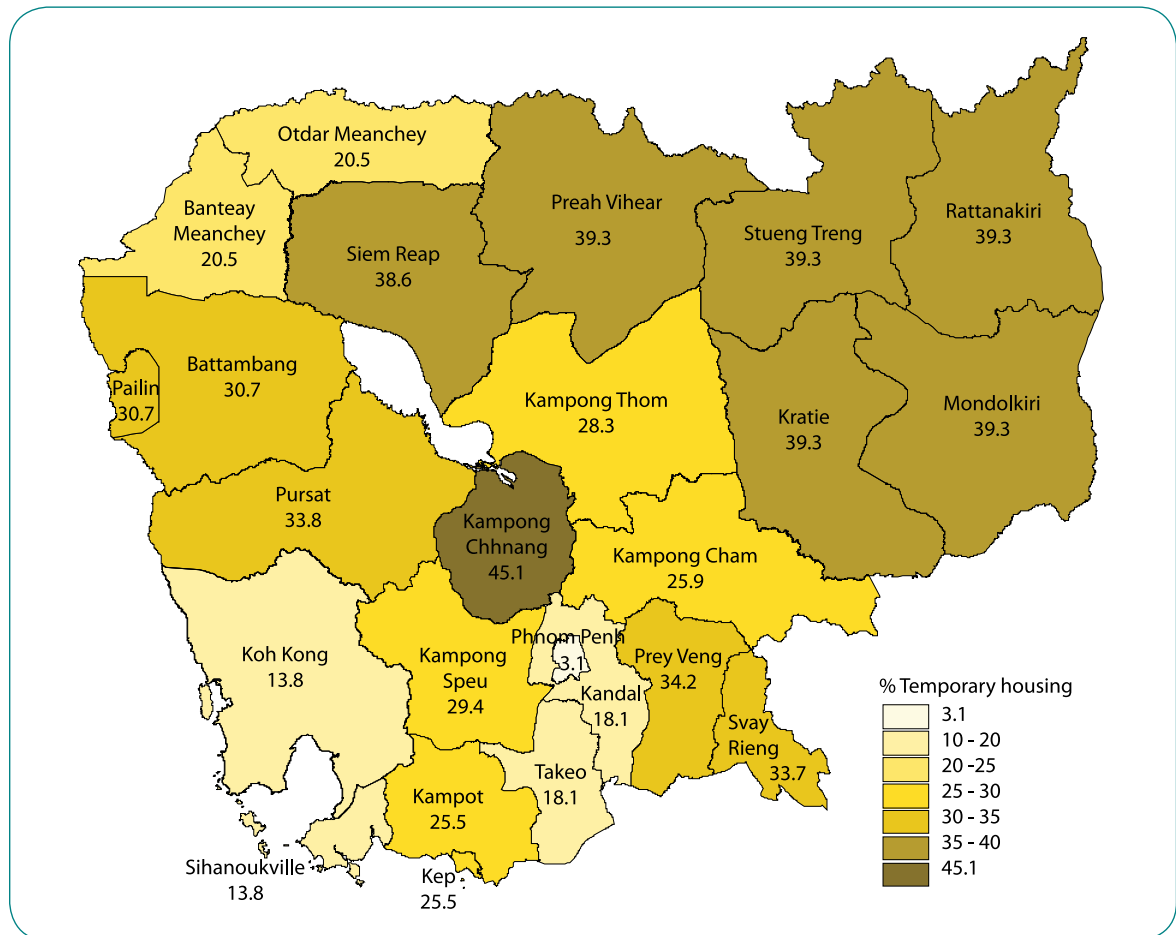 Otdar Meanchey
20.5
Banteay
Meanchey
20.5
Siem Reap
38.6
Preah Vihear
39.3
Stueng Treng
39.3
Rattanakiri
39.3
Battambang
30.7
Pailin
30.7
Kampong Thom
28.3
Kratie
39.3
Mondolkiri
39.3
Pursat
33.8
Kampong
Chhnang
45.1
Kampong Cham
25.9
Koh Kong
13.8
Kampong
Speu
29.4
Phnom Penh
3.1
Kandal
18.1
Prey Veng
34.2
Svay
Rieng
33.7
Takeo
18.1
Kampot
25.5
Sihanoukville
13.8
Kep
25.5
% Temporary housing
3.1
10 - 20
20 -25
25 - 30
30 - 35
35 - 40
45.1